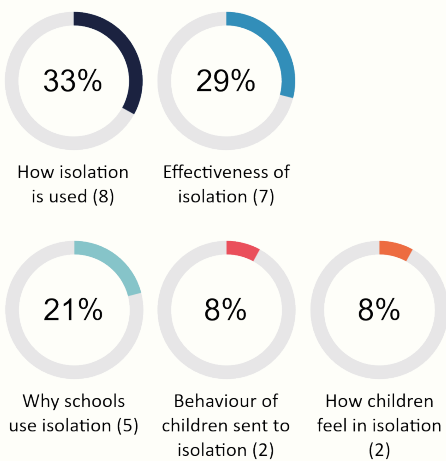 33%
29%
How isolation
is used (8)
Effectiveness of
isolation (7)
21%
8%
8%
Why schools
use isolation (5)
Behaviour of
children sent to
isolation (2)
How children
feel in isolation
(2)